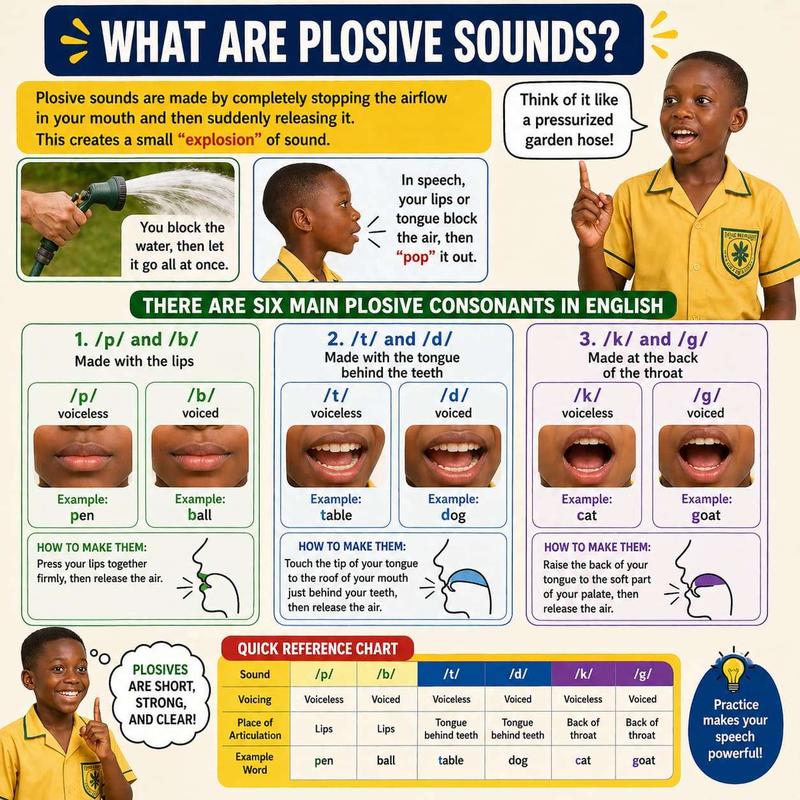 WHAT ARE PLOSIVE SOUNDS?
Plosive sounds are made by completely stopping the airflow
in your mouth and then suddenly releasing it.
This creates a small “explosion” of sound.
Think of it like
a pressurized
garden hose!
You block the
water, then let
it go all at once.
In speech,
your lips or
tongue block
the air, then
“pop” it out.
THERE ARE SIX MAIN PLOSIVE CONSONANTS IN ENGLISH
1. /p/ and /b/
Made with the lips
/p/
voiceless
Example:
pen
/b/
voiced
Example:
ball
HOW TO MAKE THEM:
Press your lips together
firmly, then release the air.
2. /t/ and /d/
Made with the tongue
behind the teeth
/t/
voiceless
Example:
table
/d/
voiced
Example:
dog
HOW TO MAKE THEM:
Touch the tip of your tongue
to the roof of your mouth
just behind your teeth,
then release the air.
3. /k/ and /g/
Made at the back
of the throat
/k/
voiceless
Example:
cat
/g/
voiced
Example:
goat
HOW TO MAKE THEM:
Raise the back of your
tongue to the soft part
of your palate, then
release the air.
PLOSIVES
ARE SHORT,
STRONG,
AND CLEAR!
QUICK REFERENCE CHART
Sound /p/ /b/ /t/ /d/ /k/ /g/
Voicing Voiceless Voiced Voiceless Voiced Voiceless Voiced
Place of Articulation Lips Lips Tongue behind teeth Tongue behind teeth Back of throat Back of throat
Example Word pen ball table dog cat goat
Practice
makes your
speech
powerful!